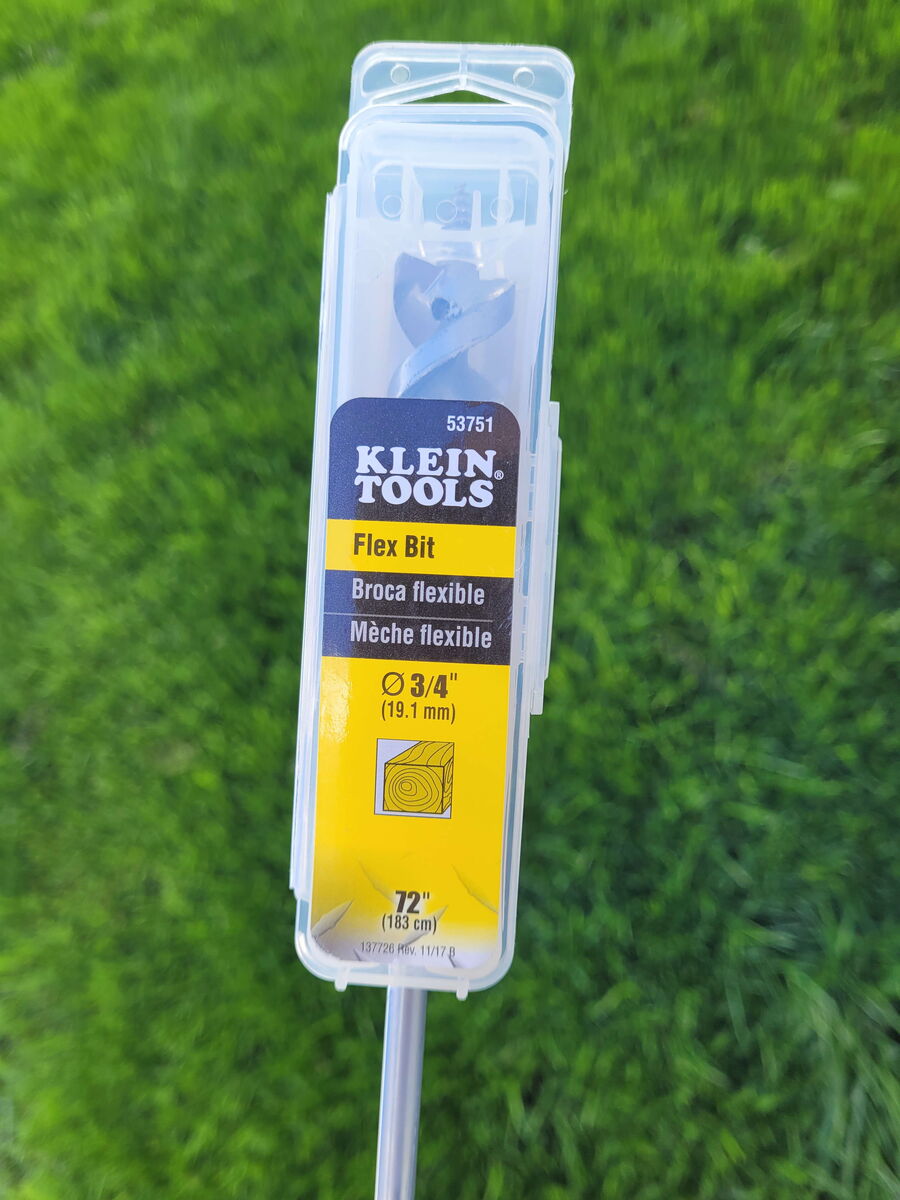 53751
KLEIN
TOOLS®
Flex Bit
Broca flexible
Mèche flexible
Ø 3/4"
(19.1 mm)
72"
(183 cm)
137726 Rev. 11/17 B